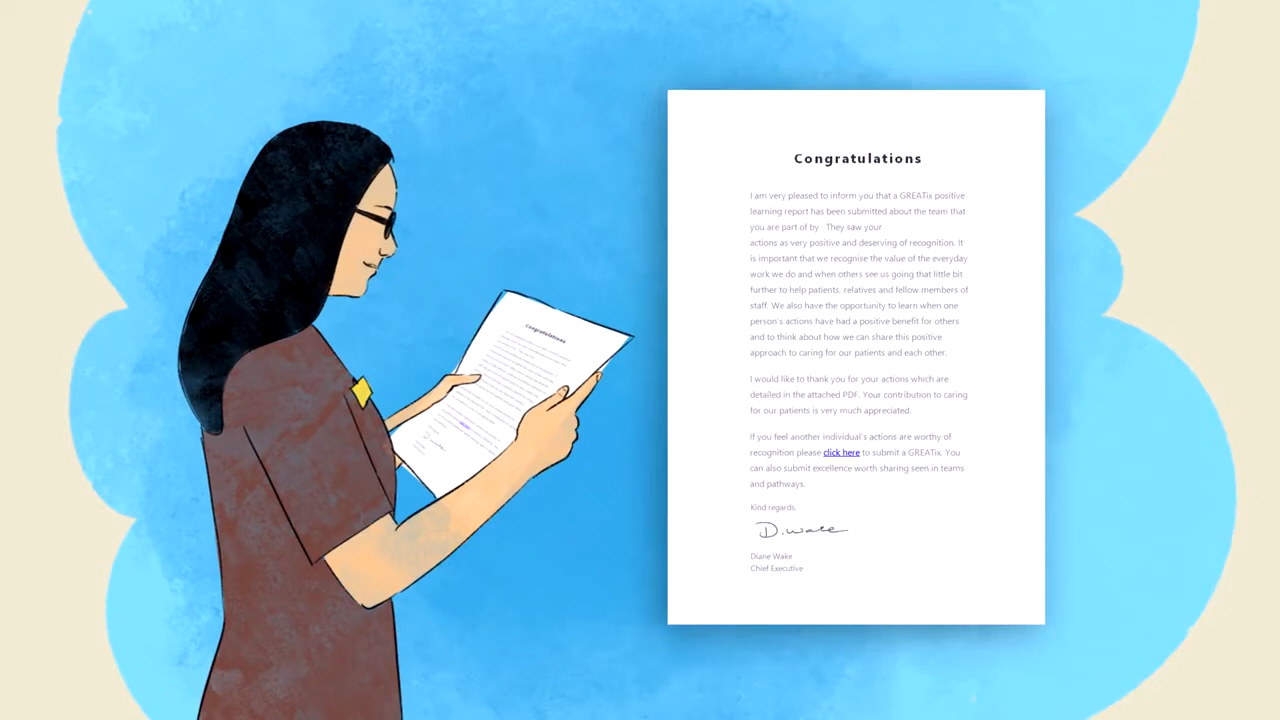 Congratulations
I am very pleased to inform you that a GREATix positive
learning report has been submitted about the team that
you are part of by They saw your
actions as very positive and deserving of recognition. It
is important that we recognise the value of the everyday
work we do and when others see us going that little bit
further to help patients, relatives and fellow members of
staff. We also have the opportunity to learn when one
person's actions have had a positive benefit for others
and to think about how we can share this positive
approach to caring for our patients and each other.
I would like to thank you for your actions which are
detailed in the attached PDF. Your contribution to caring
for our patients is very much appreciated.
If you feel another individual's actions are worthy of
recognition please click here to submit a GREATix. You
can also submit excellence worth sharing seen in teams
and pathways.
Kind regards,
D. Wake
Diane Wake
Chief Executive
Congratulations